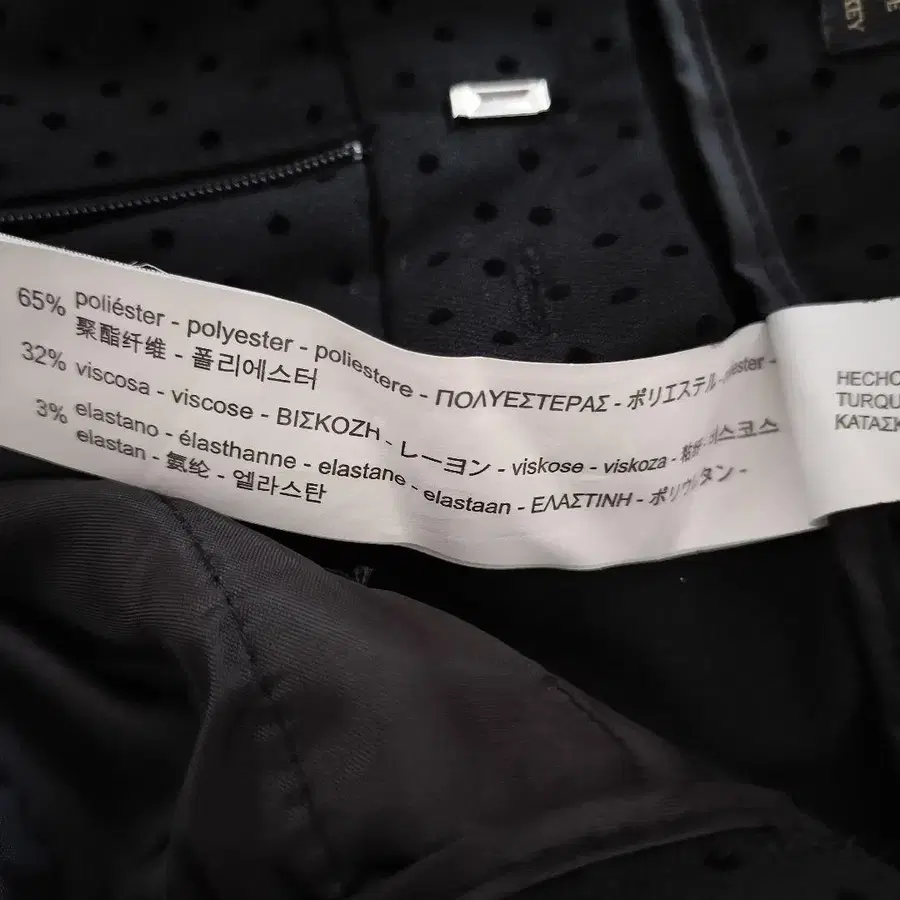 KEY
65% poliéster - polyester - poliestere - ΠΟΛΥΕΣΤΕΡΑΣ - ポリエステル -
聚酯纤维 - 폴리에스터
32% viscosa - viscose - ΒΙΣΚΟΖΗ - レーヨン - viskose - viskoza -
3% elastano - élasthanne - elastane - elastaan - ΕΛΑΣΤΙΝΗ - ポリウレタン -
elastan - 氨纶 - 엘라스탄
HECHO
TURQU
ΚΑΤΑΣΚ